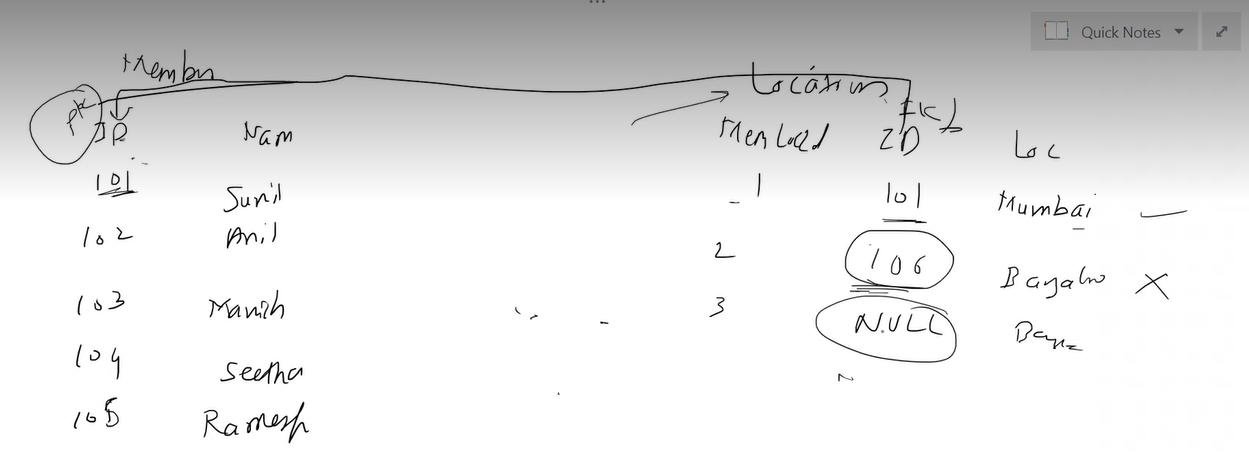 Quick Notes
Member Location
PK FK
ID Nam ID Loc
101 Sunil 1 101 Mumbai
102 Anil 2 106
103 Manish 3 NULL
104 Seetha
105 Ramesh